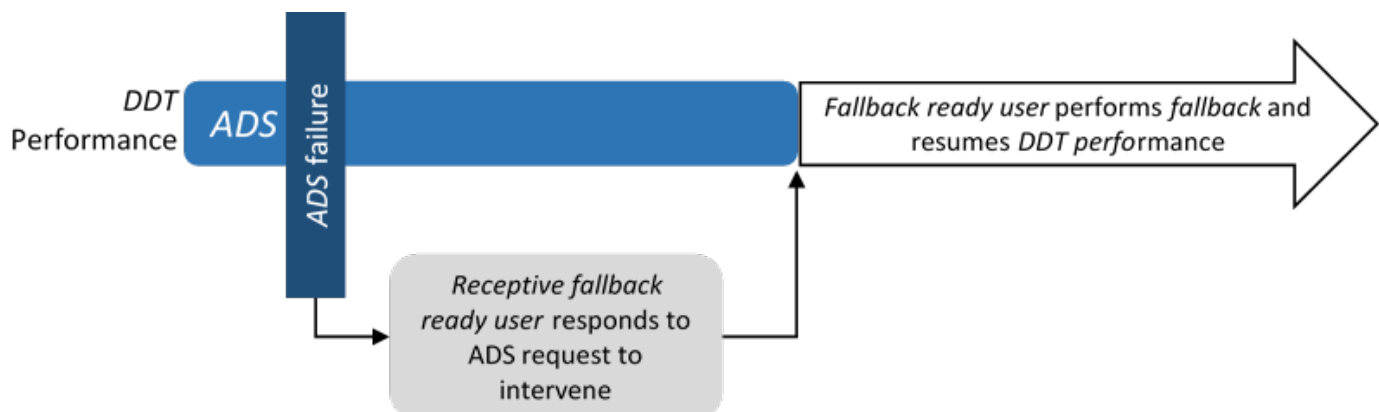 DDT
Performance
ADS
ADS failure
Fallback ready user performs fallback and
resumes DDT performance
Receptive fallback
ready user responds to
ADS request to
intervene